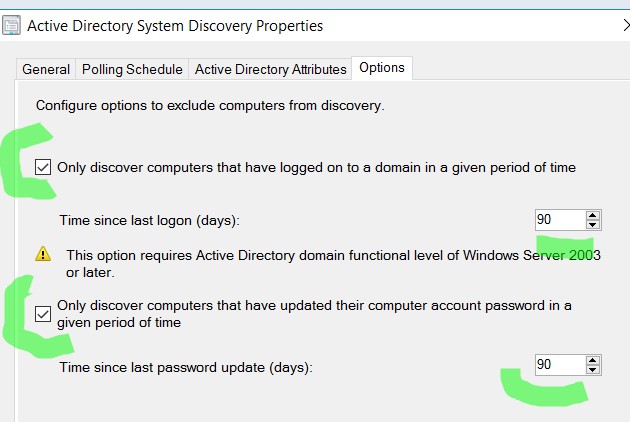 Active Directory System Discovery Properties
General Polling Schedule Active Directory Attributes Options
Configure options to exclude computers from discovery.
Only discover computers that have logged on to a domain in a given period of time
Time since last logon (days): 90
This option requires Active Directory domain functional level of Windows Server 2003
or later.
Only discover computers that have updated their computer account password in a
given period of time
Time since last password update (days): 90